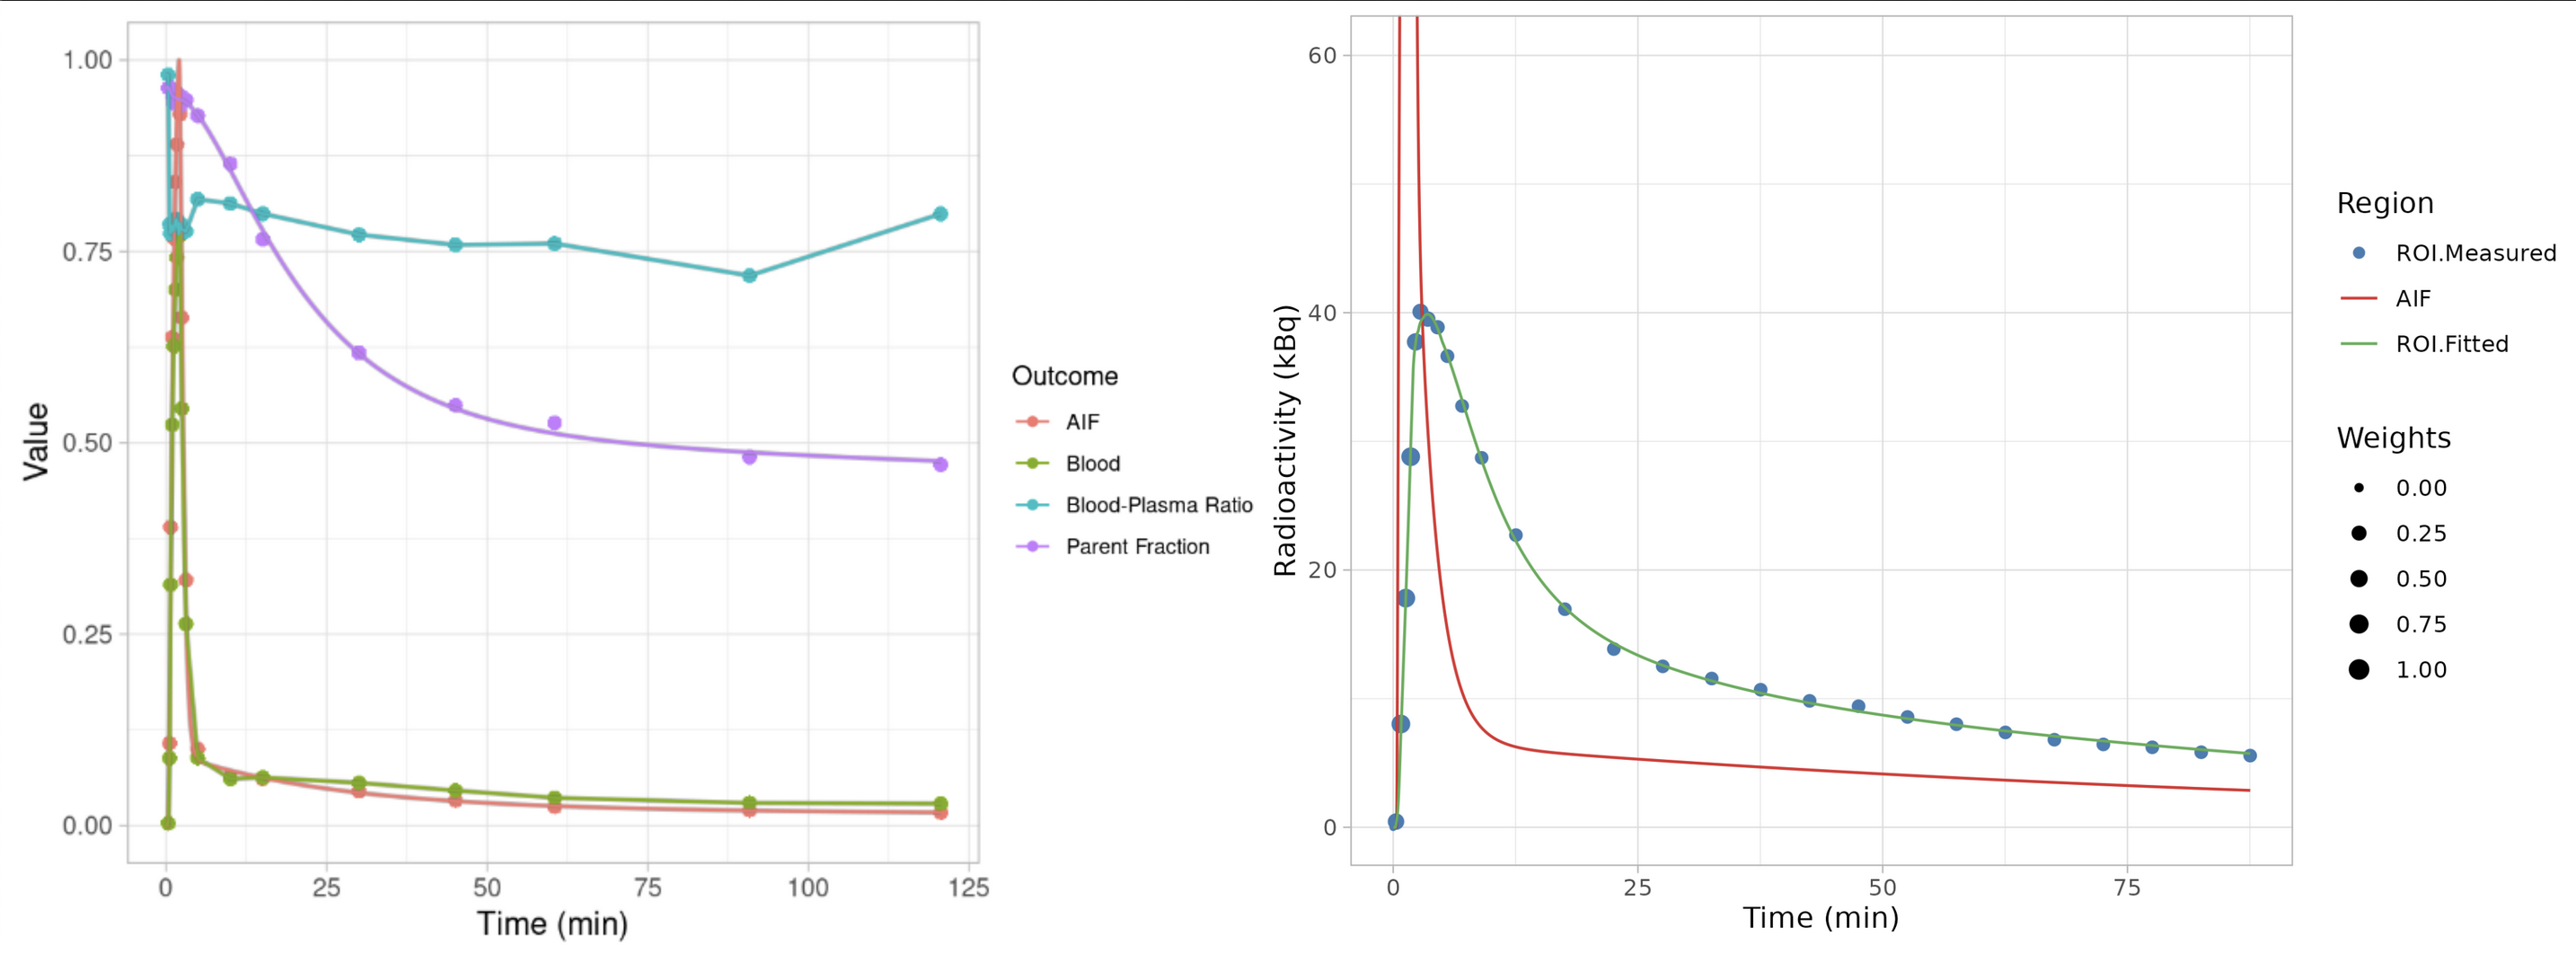 Value
1.00
0.75
0.50
0.25
0.00
0 25 50 75 100 125
Time (min)
Outcome
AIF
Blood
Blood-Plasma Ratio
Parent Fraction
Radioactivity (kBq)
60
40
20
0
0 25 50 75
Time (min)
Region
ROI.Measured
AIF
ROI.Fitted
Weights
0.00
0.25
0.50
0.75
1.00